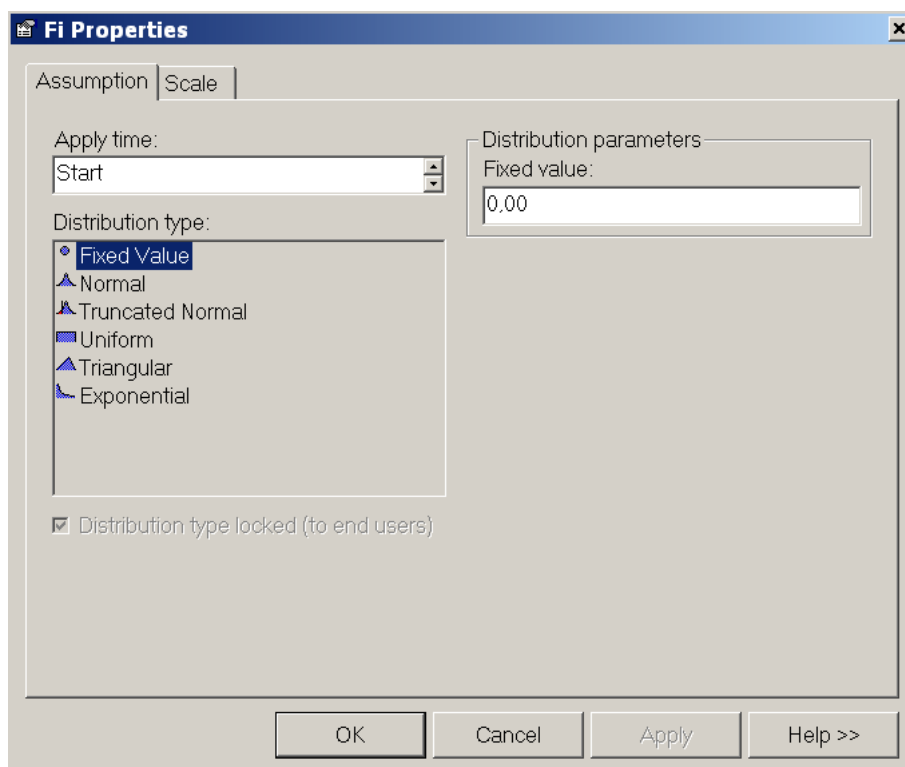 Fi Properties
Assumption
Scale
Apply time:
Start
Distribution type:
Fixed Value
Normal
Truncated Normal
Uniform
Triangular
Exponential
Distribution type locked (to end users)
Distribution parameters
Fixed value:
0,00
OK
Cancel
Apply
Help >>